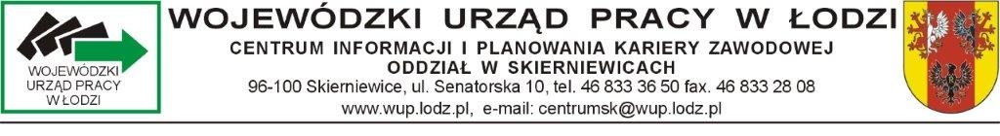 WOJEWÓDZKI URZĄD PRACY W ŁODZI
CENTRUM INFORMACJI I PLANOWANIA KARIERY ZAWODOWEJ
ODDZIAŁ W SKIERNIEWICACH
96-100 Skierniewice, ul. Senatorska 10, tel. 46 833 36 50 fax. 46 833 28 08
www.wup.lodz.pl, e-mail: centrumsk@wup.lodz.pl
WOJEWÓDZKI
URZĄD PRACY
W ŁODZI